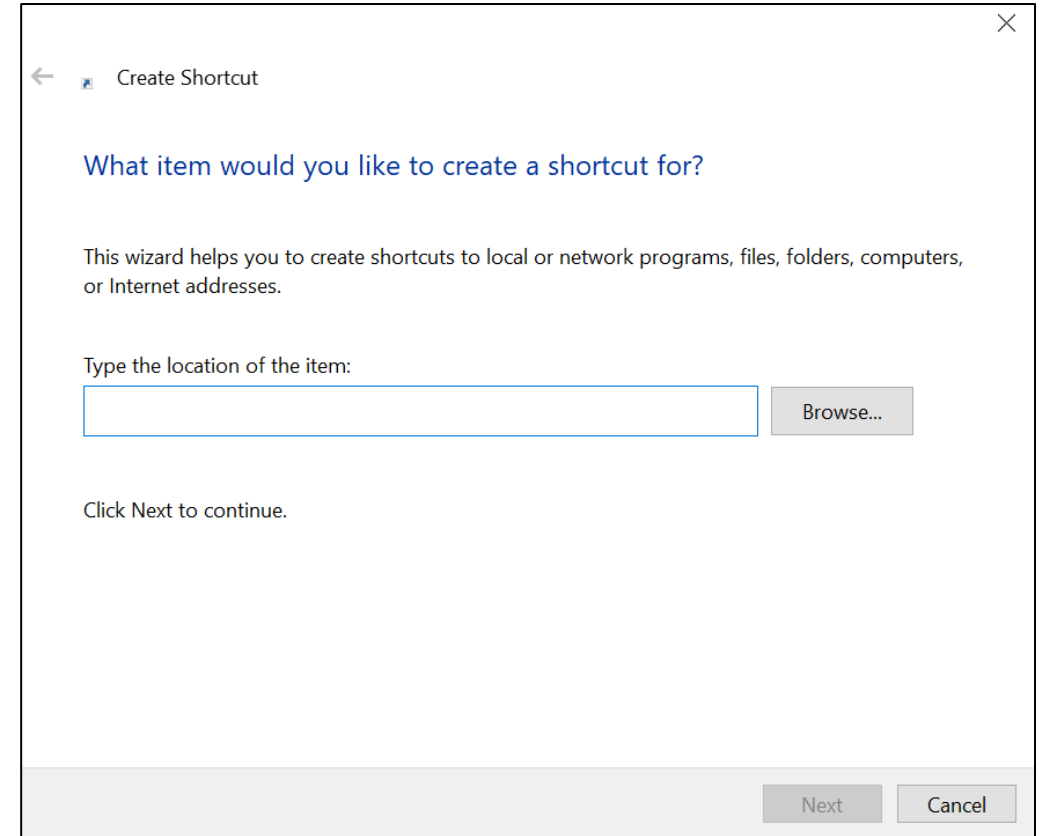 Create Shortcut
What item would you like to create a shortcut for?
This wizard helps you to create shortcuts to local or network programs, files, folders, computers,
or Internet addresses.
Type the location of the item:
Browse...
Click Next to continue.
Next Cancel